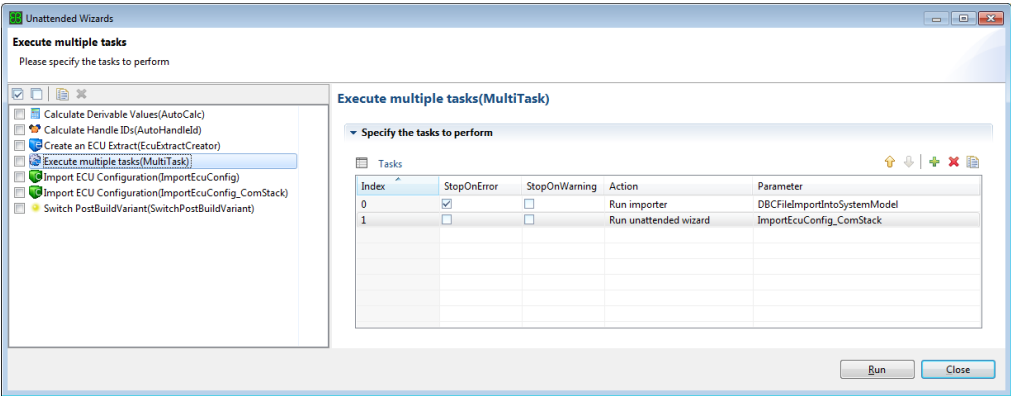 Unattended Wizards
Execute multiple tasks
Please specify the tasks to perform
Calculate Derivable Values(AutoCalc)
Calculate Handle IDs(AutoHandleId)
Create an ECU Extract(EcuExtractCreator)
Execute multiple tasks(MultiTask)
Import ECU Configuration(ImportEcuConfig)
Import ECU Configuration(ImportEcuConfig_ComStack)
Switch PostBuildVariant(SwitchPostBuildVariant)
Execute multiple tasks(MultiTask)
Specify the tasks to perform
Tasks
Index StopOnError StopOnWarning Action Parameter
0 Run importer DBCFileImportIntoSystemModel
1 Run unattended wizard ImportEcuConfig_ComStack
Run Close